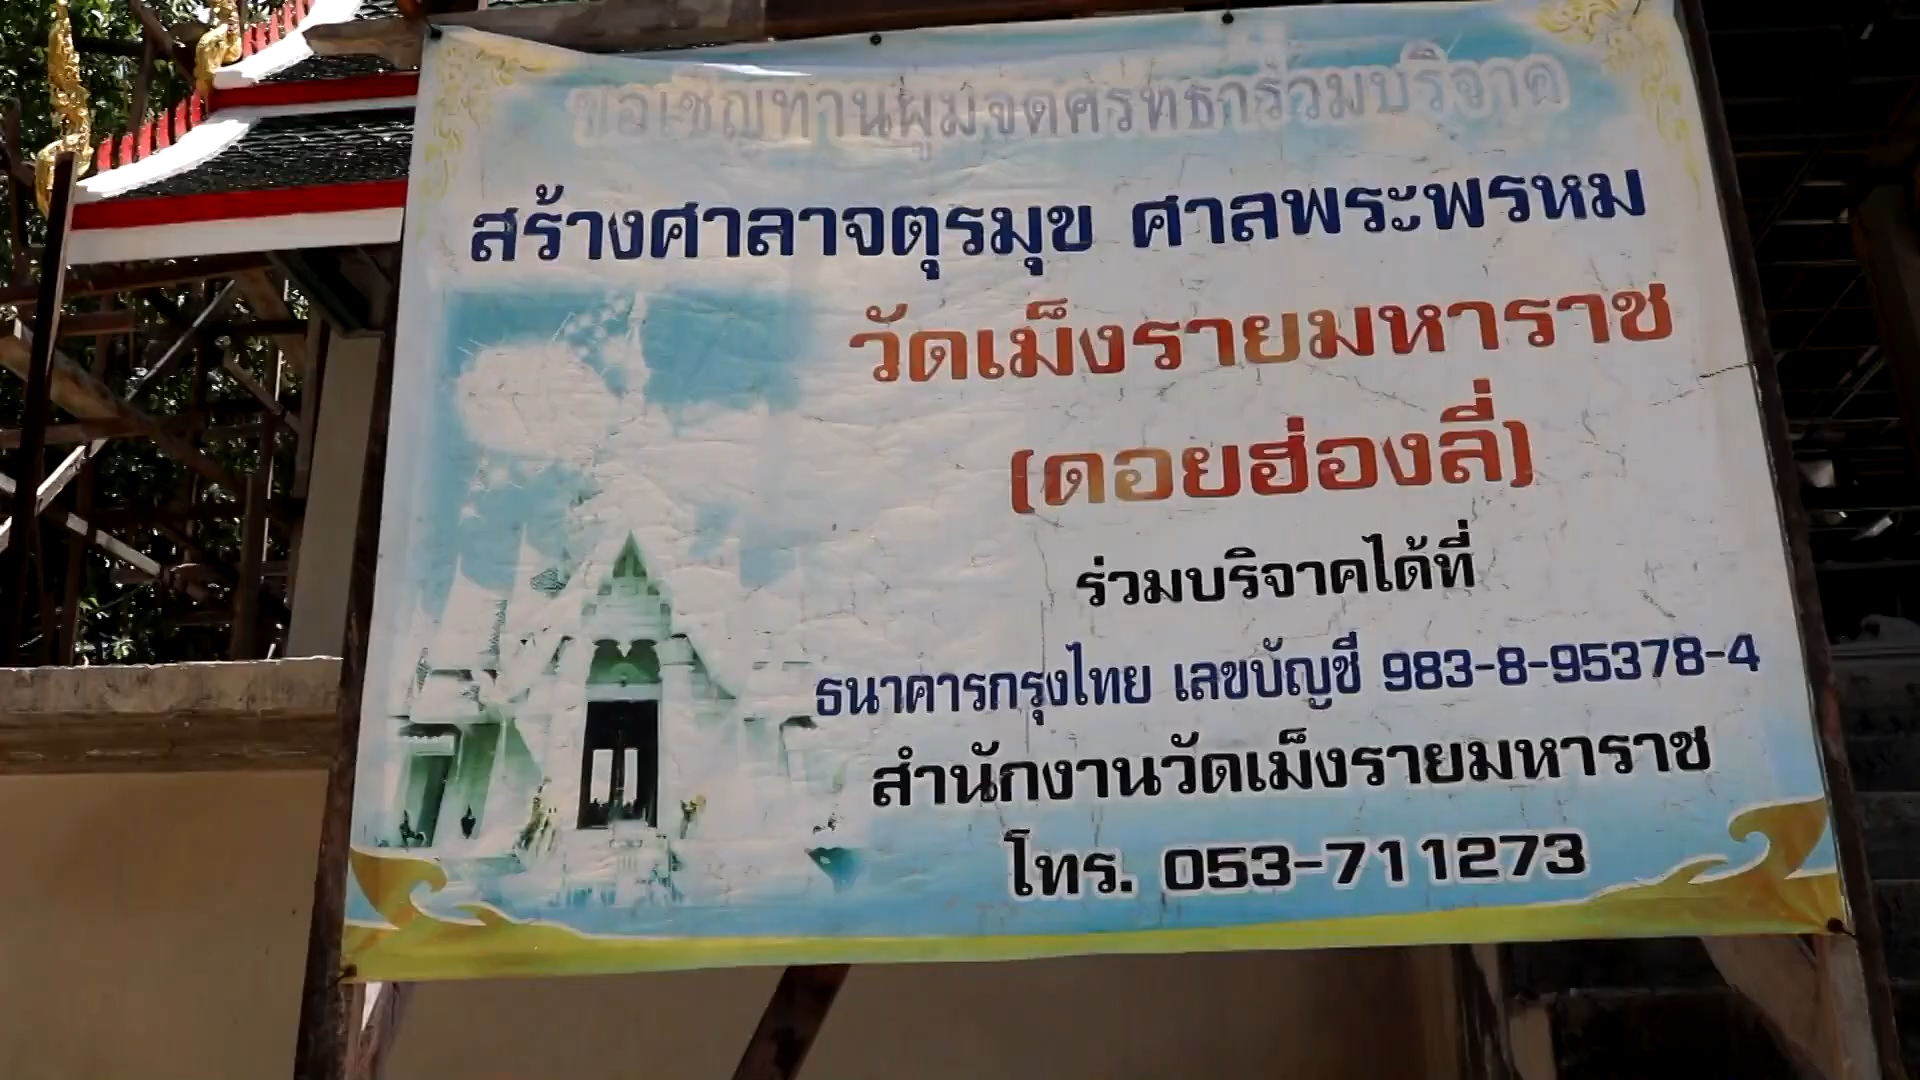 ขอเชิญท่านผู้มีจิตศรัทธาร่วมบริจาค
สร้างศาลาจตุรมุข ศาลพระพรหม
วัดเม็งรายมหาราช
(ดอยฮ่องลี่)
ร่วมบริจาคได้ที่
ธนาคารกรุงไทย เลขบัญชี 983-8-95378-4
สำนักงานวัดเม็งรายมหาราช
โทร. 053-711273